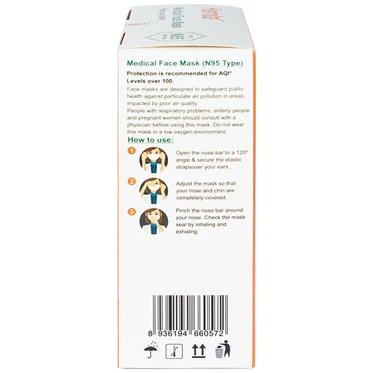 N95
Medical Face Mask (N95 Type)
Protection is recommended for AQI*
Levels over 100.
Face masks are designed to safeguard
public health against particulate air pollution in areas
impacted by poor air quality.
People with respiratory problems, elderly people
and pregnant women should consult with a
physician before using this mask. Do not wear
this mask in a low oxygen environment.
How to use:
1
Open the nose bar to a 120°
angle & secure the elastic
strapsover your ears.
2
Adjust the mask so that
your nose and chin are
completely covered.
3
Pinch the nose bar around
your nose. Check the mask
seal by inhaling and
exhaling.
8 936194 660572